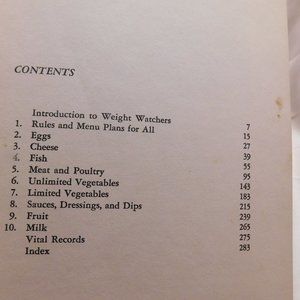 CONTENTS
Introduction to Weight Watchers 7
1. Rules and Menu Plans for All 15
2. Eggs 27
3. Cheese 39
4. Fish 55
5. Meat and Poultry 95
6. Unlimited Vegetables 143
7. Limited Vegetables 183
8. Sauces, Dressings, and Dips 215
9. Fruit 239
10. Milk 265
Vital Records 275
Index 283